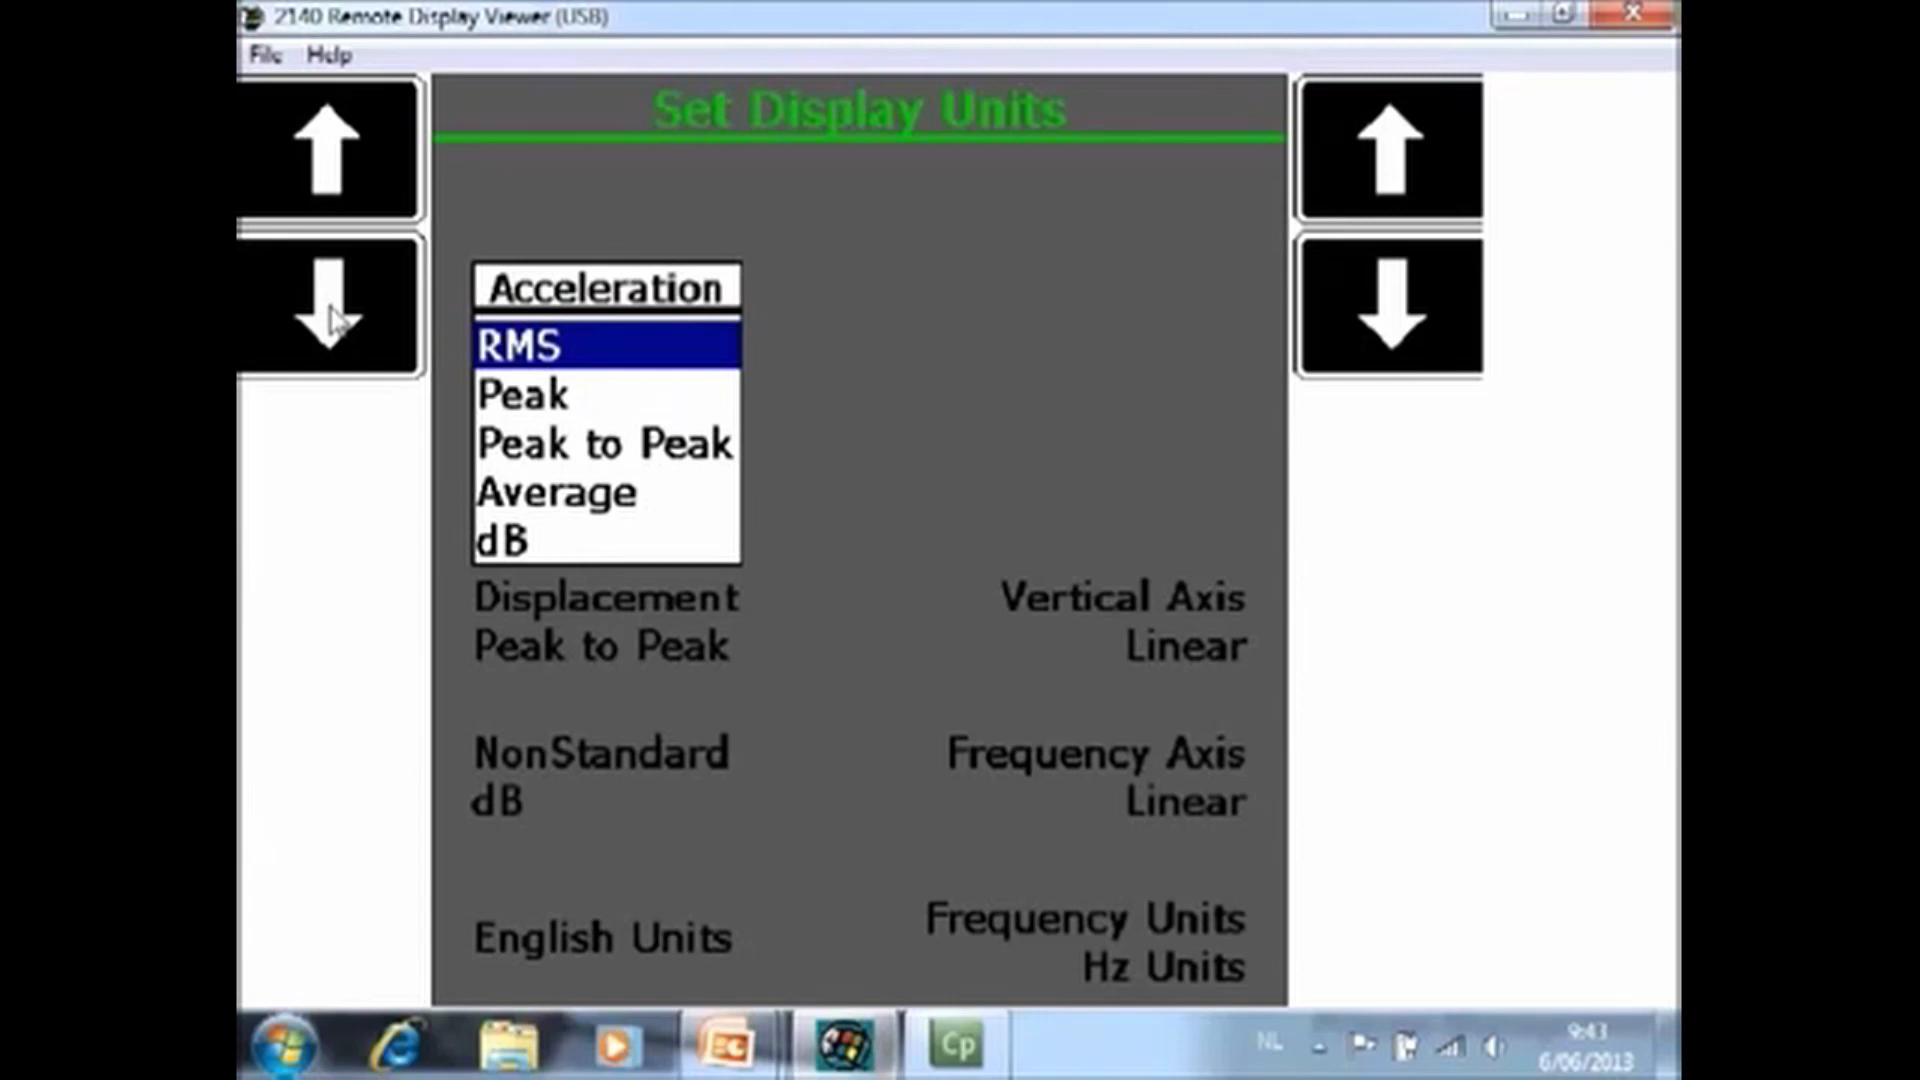 2140 Remote Display Viewer (USB)
File Help
Set Display Units
Acceleration
RMS
Peak
Peak to Peak
Average
dB
Displacement
Peak to Peak
Vertical Axis
Linear
NonStandard
dB
Frequency Axis
Linear
English Units
Frequency Units
Hz Units
Cp
NL
9:43
6/06/2013